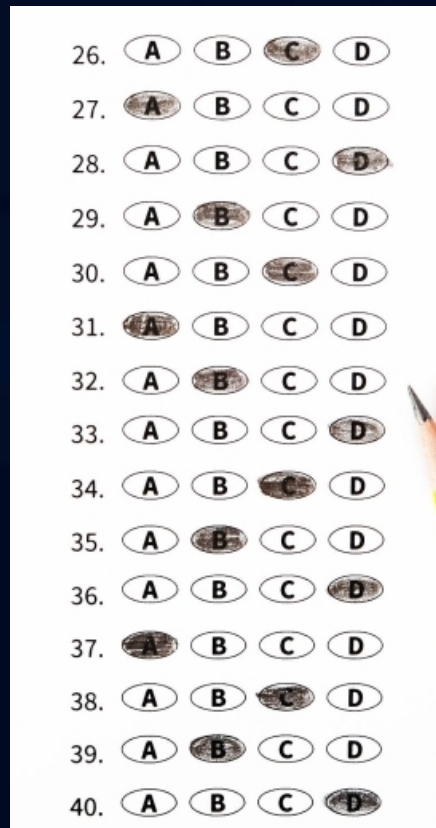 26. A B C D
27. A B C D
28. A B C D
29. A B C D
30. A B C D
31. A B C D
32. A B C D
33. A B C D
34. A B C D
35. A B C D
36. A B C D
37. A B C D
38. A B C D
39. A B C D
40. A B C D